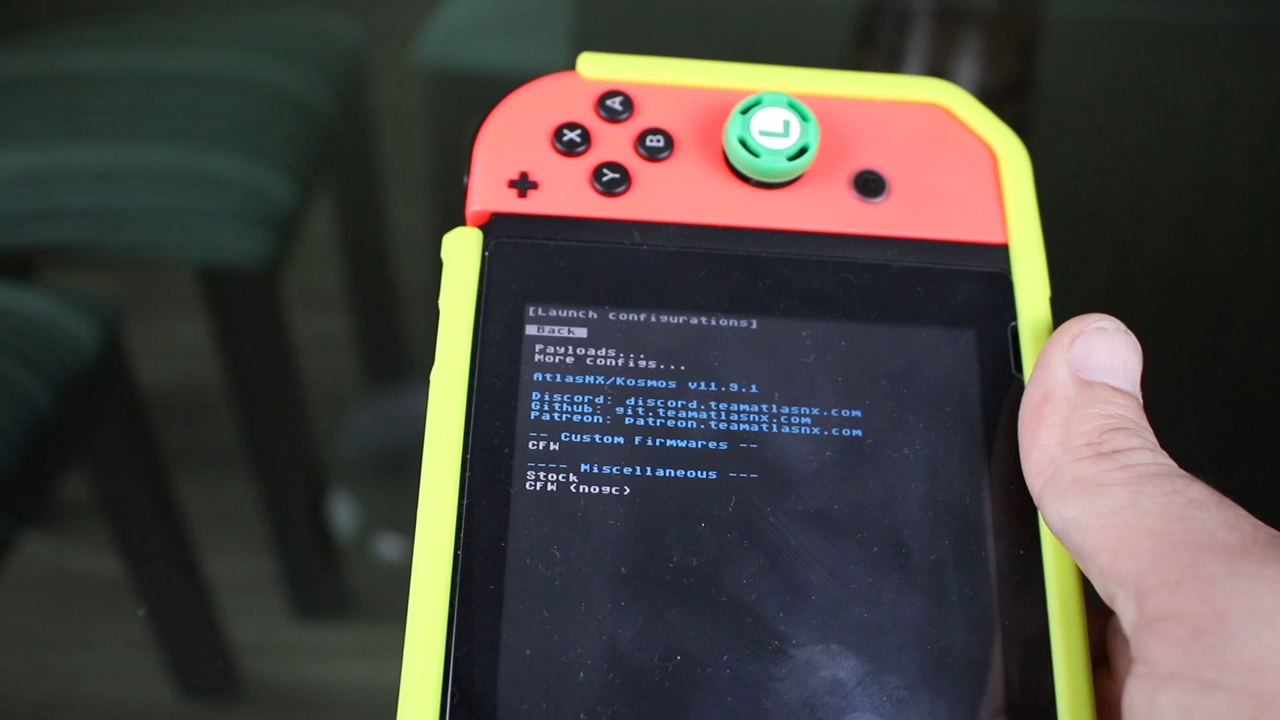 A
X
B
Y
L
[Launch configurations]
Back
Payloads...
More configs...
AtlasNX/Kosmos v11.9.1
Discord: discord.teamatlasnx.com
Github: git.teamatlasnx.com
Patreon: patreon.teamatlasnx.com
-- Custom Firmwares --
CFW
---- Miscellaneous ---
Stock
CFW (nogc)